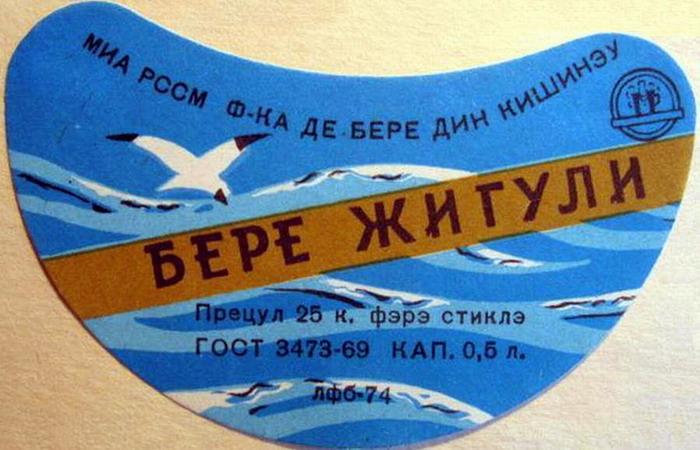 МИА РССМ Ф-КА ДЕ БЕРЕ ДИН КИШИНЭУ
БЕРЕ ЖИГУЛИ
Прецул 25 к. фэрэ стиклэ
ГОСТ 3473-69 КАП. 0,5 л.
лфб-74